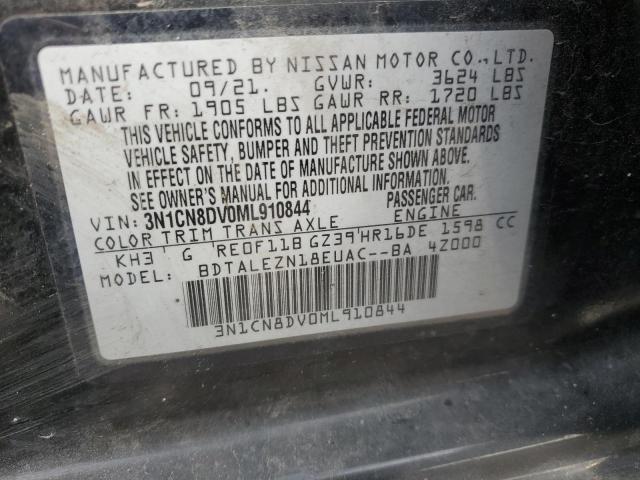 MANUFACTURED BY NISSAN MOTOR CO., LTD.
DATE: 09/21. GVWR: 3624 LBS
GAWR FR: 1905 LBS GAWR RR: 1720 LBS
THIS VEHICLE CONFORMS TO ALL APPLICABLE FEDERAL MOTOR
VEHICLE SAFETY, BUMPER AND THEFT PREVENTION STANDARDS
IN EFFECT ON THE DATE OF MANUFACTURE SHOWN ABOVE.
SEE OWNER'S MANUAL FOR ADDITIONAL INFORMATION.
VIN: 3N1CN8DV0ML910844 PASSENGER CAR.
COLOR TRIM TRANS AXLE ENGINE
KH3 G RE0F11B GZ39 HR16DE 1598 CC
MODEL: BDTALEZN18EUAC--BA 4Z000
3N1CN8DV0ML910844